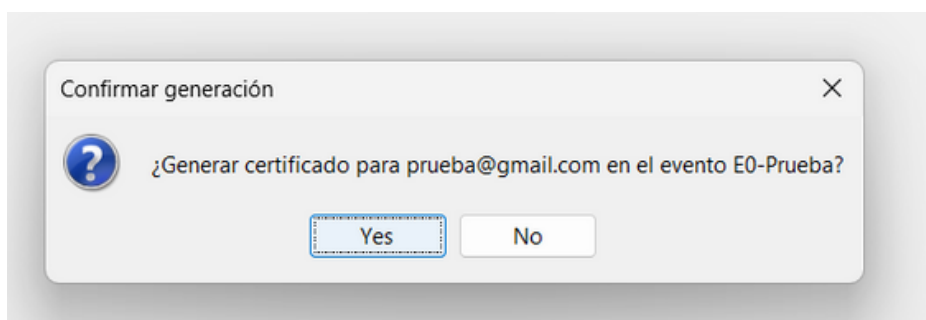 Confirmar generación
¿Generar certificado para prueba@gmail.com en el evento E0-Prueba?
Yes
No